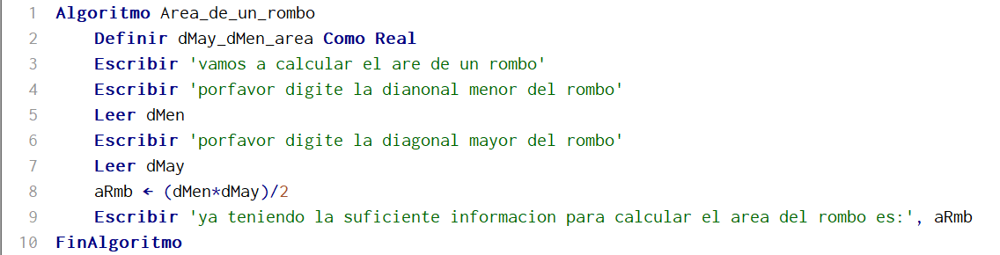 1 Algoritmo Area_de_un_rombo
2 Definir dMay_dMen_area Como Real
3 Escribir 'vamos a calcular el are de un rombo'
4 Escribir 'porfavor digite la dianonal menor del rombo'
5 Leer dMen
6 Escribir 'porfavor digite la diagonal mayor del rombo'
7 Leer dMay
8 aRmb ← (dMen*dMay)/2
9 Escribir 'ya teniendo la suficiente informacion para calcular el area del rombo es:', aRmb
10 FinAlgoritmo